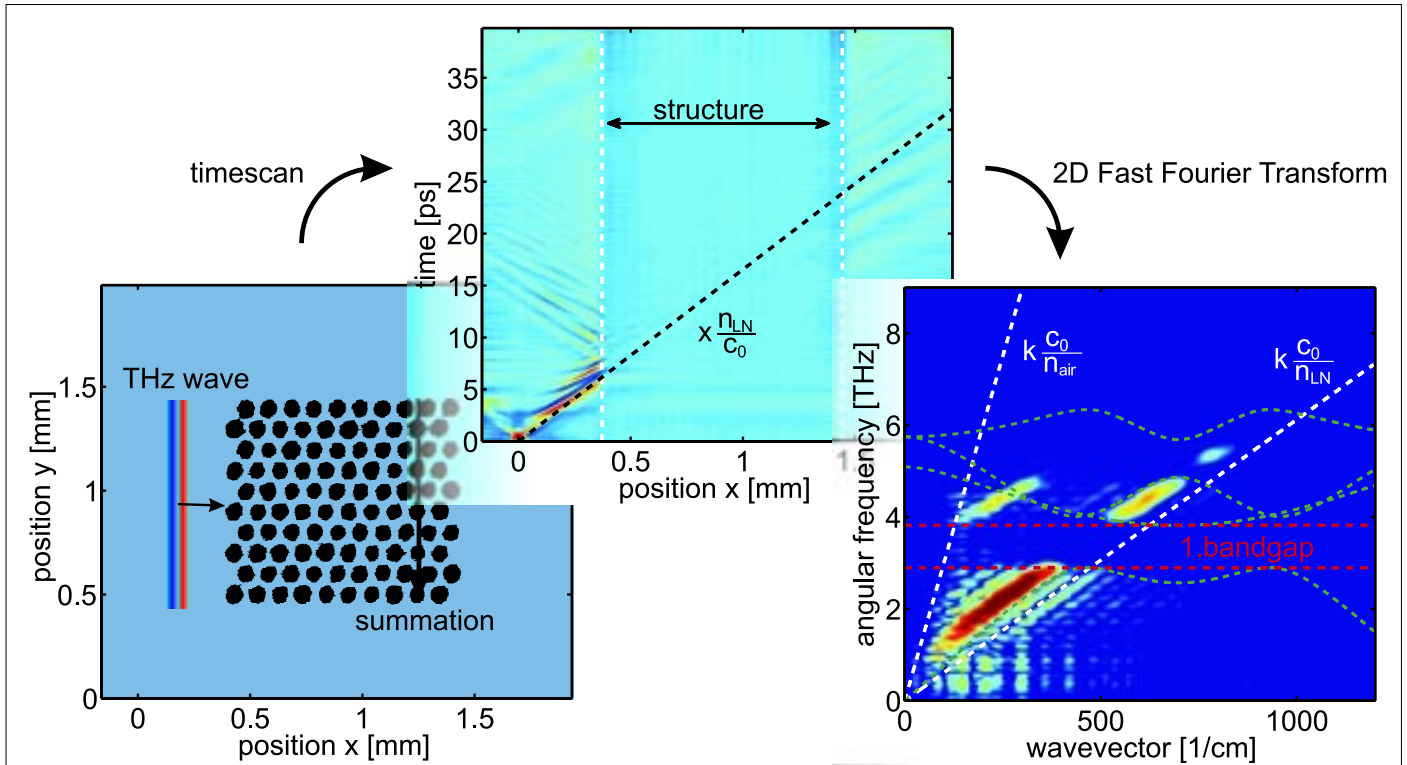 timescan
structure
x n_LN/c_0
time [ps]
35
30
25
20
15
10
5
0
0
0.5
1
1.
position x [mm]
2D Fast Fourier Transform
THz wave
summation
position y [mm]
1.5
1
0.5
0
0
0.5
1
1.5
position x [mm]
k c_0/n_air
k c_0/n_LN
1.bandgap
angular frequency [THz]
8
6
4
2
0
0
500
1000
wavevector [1/cm]